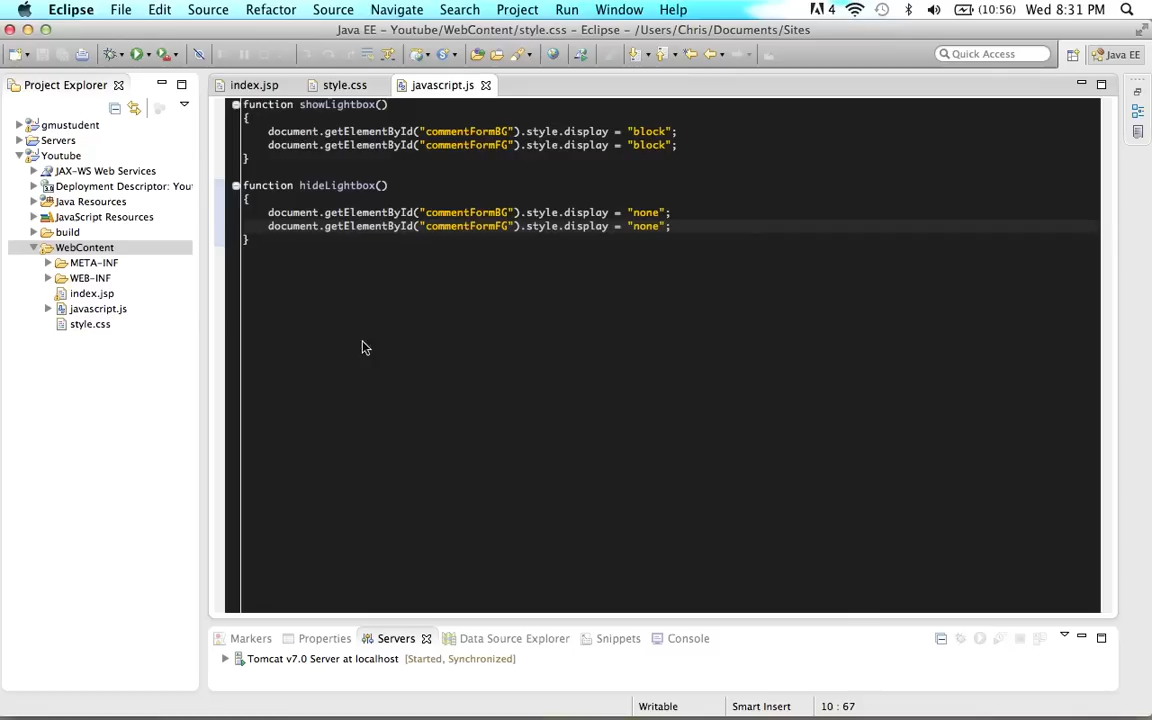 Eclipse File Edit Source Refactor Source Navigate Search Project Run Window Help 4 (10:56) Wed 8:31 PM
Java EE – Youtube/WebContent/style.css – Eclipse – /Users/Chris/Documents/Sites
Quick Access Java EE
Project Explorer index.jsp style.css javascript.js
gmustudent
Servers
Youtube
JAX-WS Web Services
Deployment Descriptor: You
Java Resources
JavaScript Resources
build
WebContent
META-INF
WEB-INF
index.jsp
javascript.js
style.css
function showLightbox()
{
document.getElementById("commentFormBG").style.display = "block";
document.getElementById("commentFormFG").style.display = "block";
}
function hideLightbox()
{
document.getElementById("commentFormBG").style.display = "none";
document.getElementById("commentFormFG").style.display = "none";
}
Markers Properties Servers Data Source Explorer Snippets Console
Tomcat v7.0 Server at localhost [Started, Synchronized]
Writable Smart Insert 10 : 67